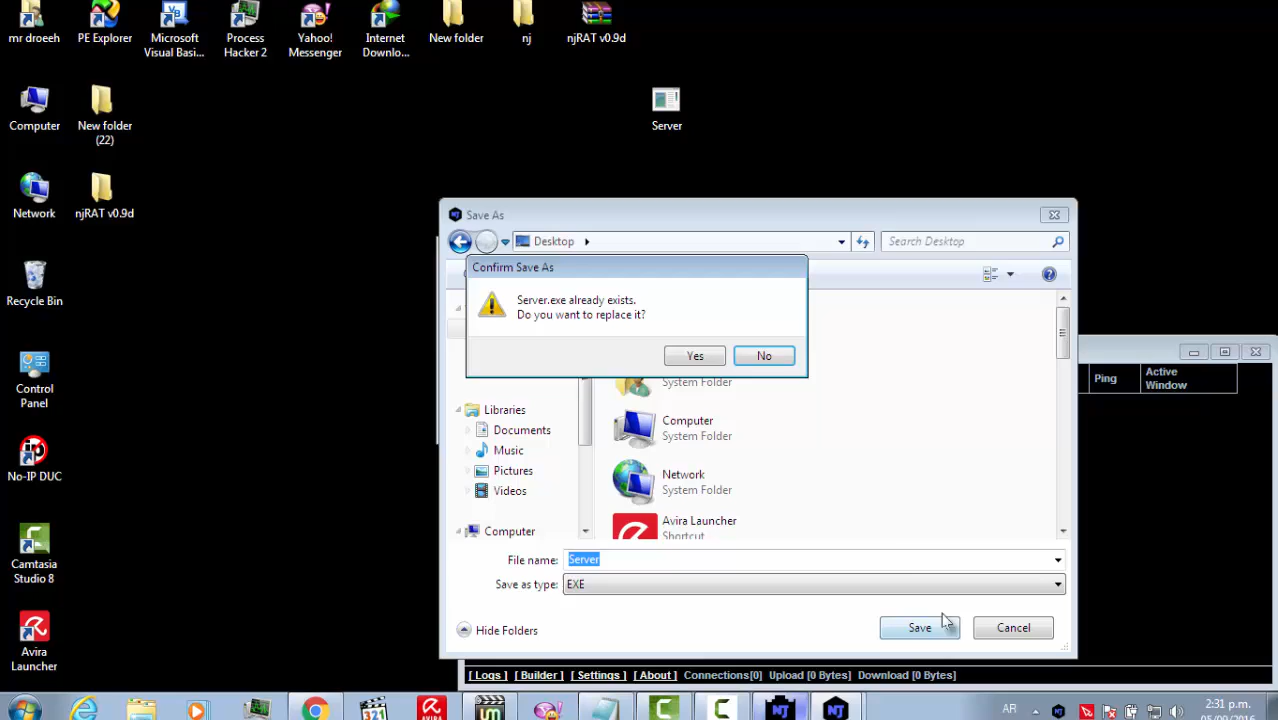 mr droeeh
PE Explorer
Microsoft
Visual Basi...
Process
Hacker 2
Yahoo!
Messenger
Internet
Downlo...
New folder
nj
njRAT v0.9d
Computer
New folder
(22)
Server
Network
njRAT v0.9d
Recycle Bin
Control
Panel
No-IP DUC
Camtasia
Studio 8
Avira
Launcher
Save As
Desktop
Search Desktop
Confirm Save As
Server.exe already exists.
Do you want to replace it?
Yes
No
System Folder
Libraries
Documents
Music
Pictures
Videos
Computer
Computer
System Folder
Network
System Folder
Avira Launcher
Shortcut
File name:
Server
Save as type:
EXE
Hide Folders
Save
Cancel
Ping
Active
Window
[ Logs ] [ Builder ] [ Settings ] [ About ] Connections[0] Upload [0 Bytes] Download [0 Bytes]
321
AR
2:31 p.m.
05/09/2016